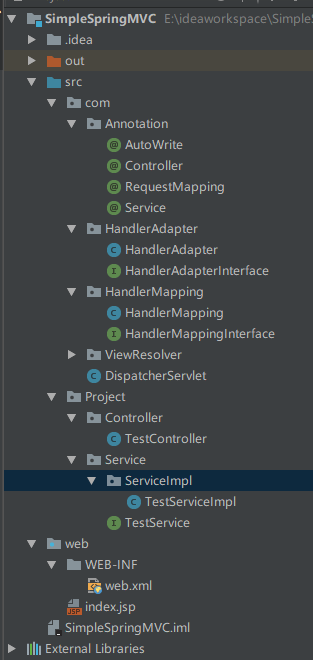 SimpleSpringMVC E:\ideaworkspace\Simple
.idea
out
src
com
Annotation
AutoWrite
Controller
RequestMapping
Service
HandlerAdapter
HandlerAdapter
HandlerAdapterInterface
HandlerMapping
HandlerMapping
HandlerMappingInterface
ViewResolver
DispatcherServlet
Project
Controller
TestController
Service
ServiceImpl
TestServiceImpl
TestService
web
WEB-INF
web.xml
index.jsp
SimpleSpringMVC.iml
External Libraries